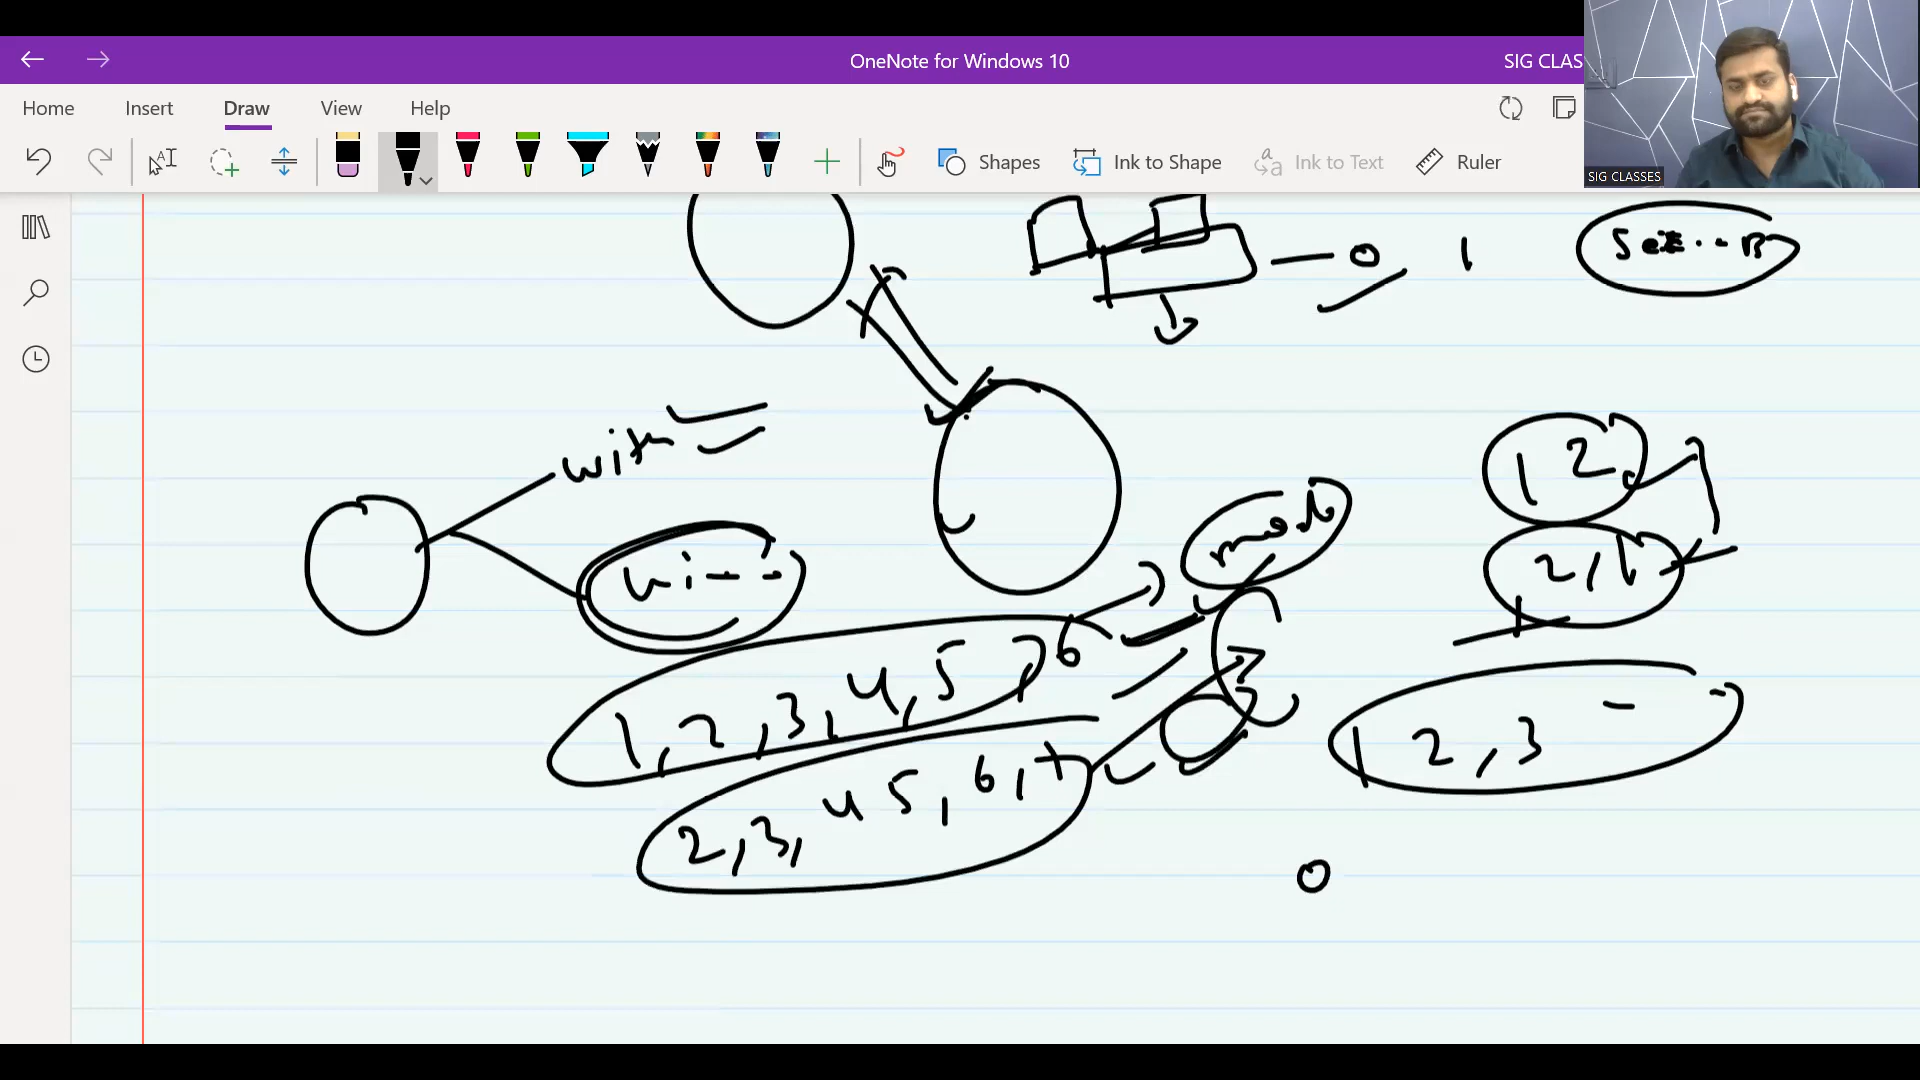 OneNote for Windows 10
SIG CLAS
Home Insert Draw View Help
Shapes Ink to Shape Ink to Text Ruler
SIG CLASSES
0 1
with
1 2
2, 1
1, 2, 3, 4, 5, 6
1 2, 3 -
2, 3, 4 5, 6, 7
0